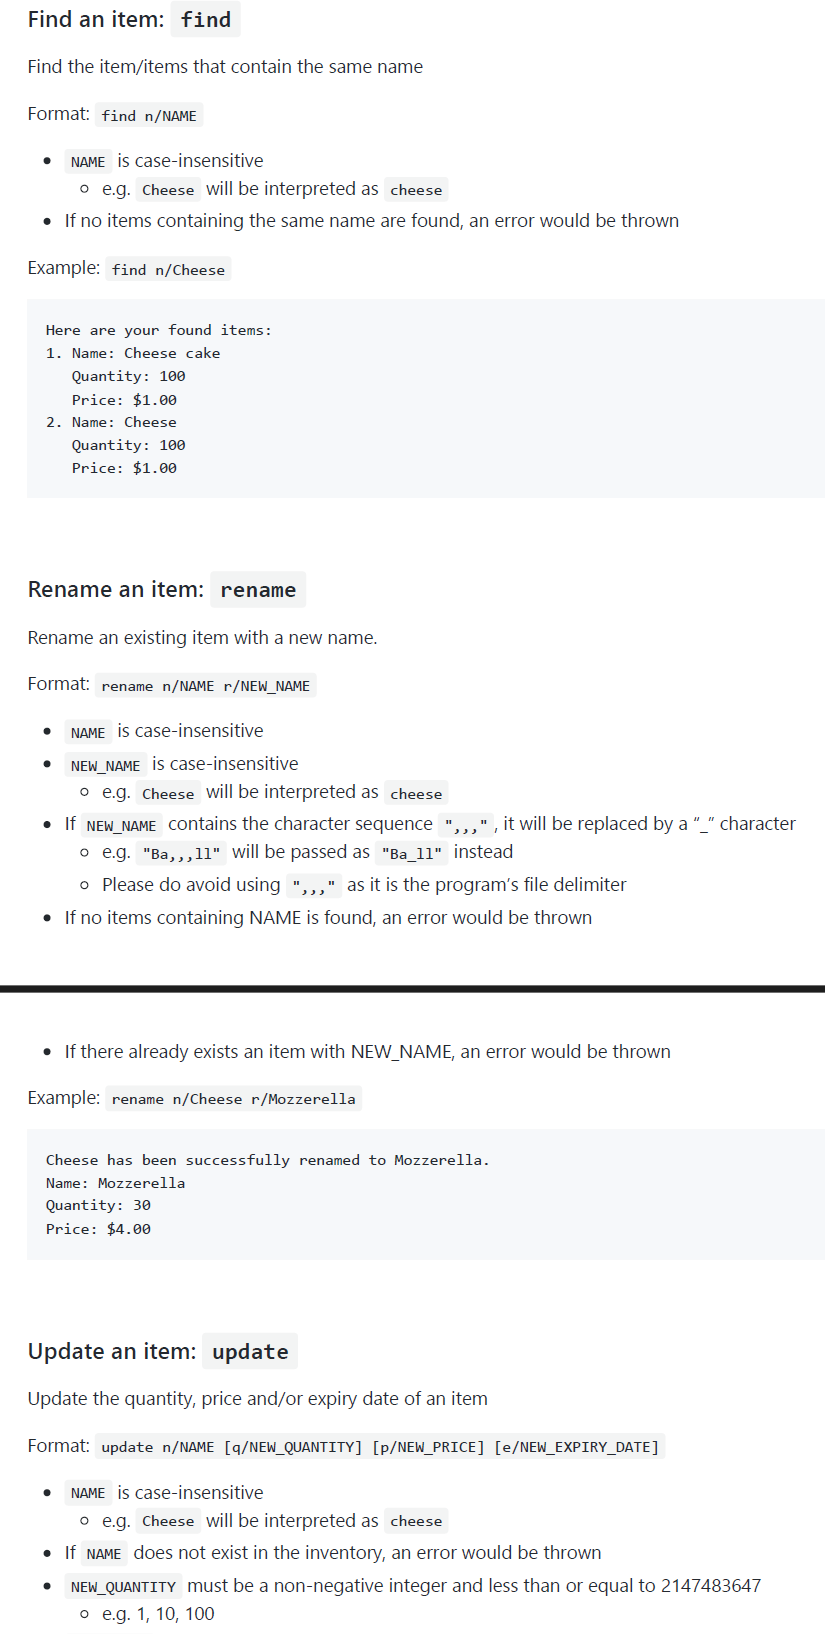 Find an item: find
Find the item/items that contain the same name
Format: find n/NAME
• NAME is case-insensitive
○ e.g. Cheese will be interpreted as cheese
• If no items containing the same name are found, an error would be thrown
Example: find n/Cheese
Here are your found items:
1. Name: Cheese cake
Quantity: 100
Price: $1.00
2. Name: Cheese
Quantity: 100
Price: $1.00
Rename an item: rename
Rename an existing item with a new name.
Format: rename n/NAME r/NEW_NAME
• NAME is case-insensitive
• NEW_NAME is case-insensitive
○ e.g. Cheese will be interpreted as cheese
• If NEW_NAME contains the character sequence ",,,", it will be replaced by a “_” character
○ e.g. "Ba,,,ll" will be passed as "Ba_ll" instead
○ Please do avoid using ",,," as it is the program’s file delimiter
• If no items containing NAME is found, an error would be thrown
• If there already exists an item with NEW_NAME, an error would be thrown
Example: rename n/Cheese r/Mozzerella
Cheese has been successfully renamed to Mozzerella.
Name: Mozzerella
Quantity: 30
Price: $4.00
Update an item: update
Update the quantity, price and/or expiry date of an item
Format: update n/NAME [q/NEW_QUANTITY] [p/NEW_PRICE] [e/NEW_EXPIRY_DATE]
• NAME is case-insensitive
○ e.g. Cheese will be interpreted as cheese
• If NAME does not exist in the inventory, an error would be thrown
• NEW_QUANTITY must be a non-negative integer and less than or equal to 2147483647
○ e.g. 1, 10, 100